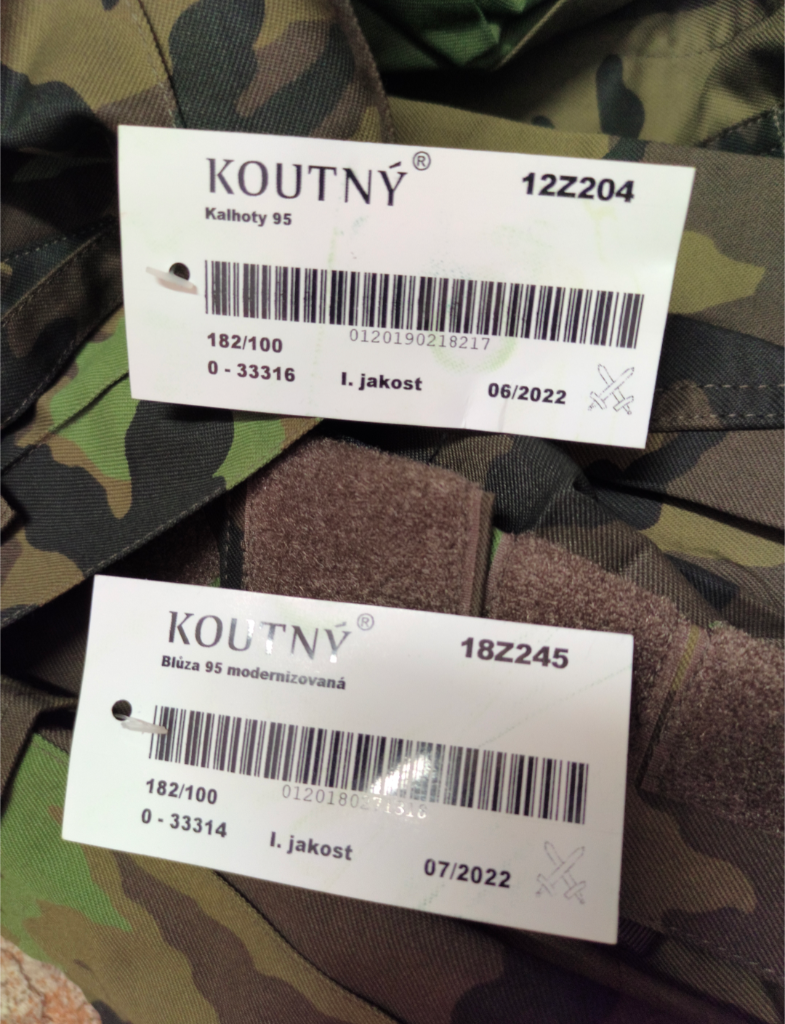 KOUTNÝ®
12Z204
Kalhoty 95
0120190218217
182/100
0 - 33316
I. jakost
06/2022
KOUTNÝ®
18Z245
Blúza 95 modernizovaná
182/100
0 - 33314
I. jakost
07/2022